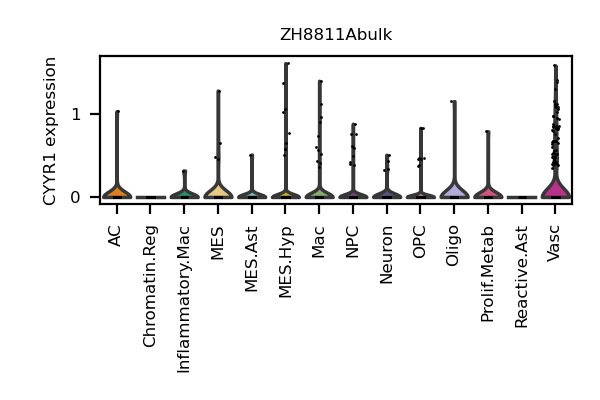 ZH8811Abulk
CYYR1 expression
1
0
AC
Chromatin.Reg
Inflammatory.Mac
MES
MES.Ast
MES.Hyp
Mac
NPC
Neuron
OPC
Oligo
Prolif.Metab
Reactive.Ast
Vasc